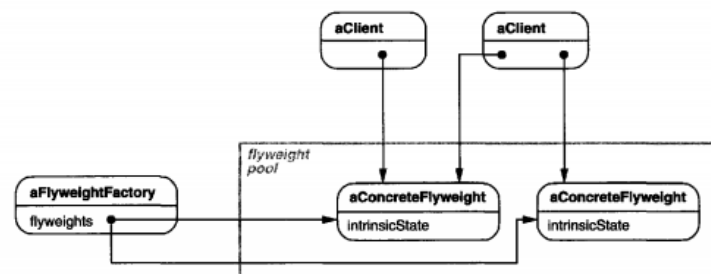 aClient
aClient
flyweight
pool
aFlyweightFactory
flyweights
aConcreteFlyweight
intrinsicState
aConcreteFlyweight
intrinsicState